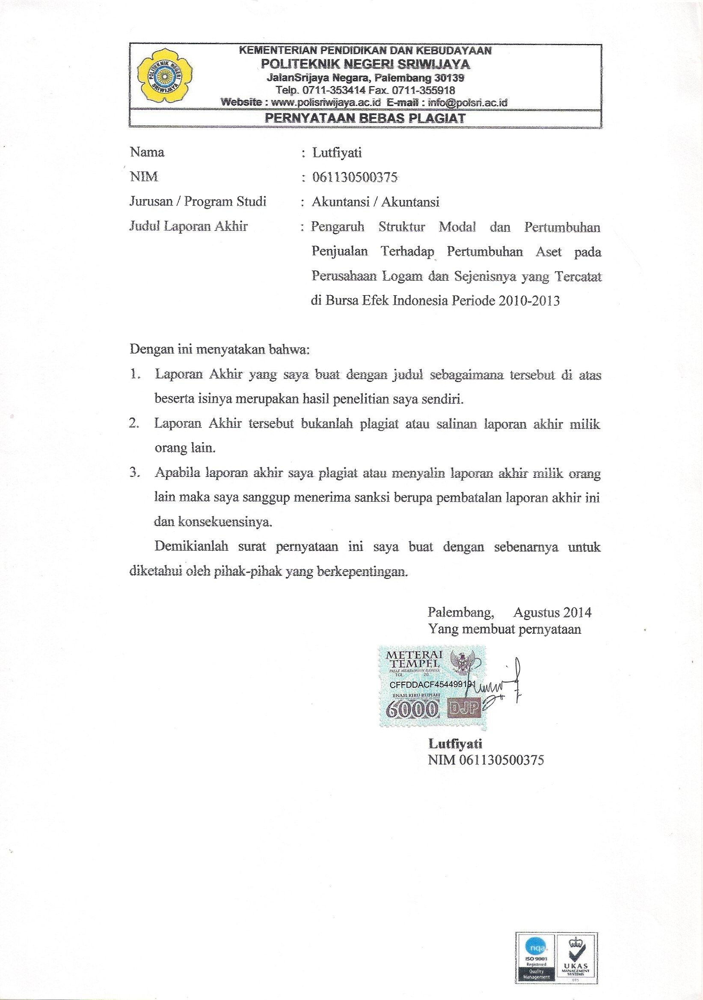 KEMENTERIAN PENDIDIKAN DAN KEBUDAYAAN
POLITEKNIK NEGERI SRIWIJAYA
JalanSrijaya Negara, Palembang 30139
Telp. 0711-353414 Fax. 0711-355918
Website : www.polisriwijaya.ac.id E-mail : info@polsri.ac.id
POLITEKNIK NEGERI
SRIWIJAYA
PERNYATAAN BEBAS PLAGIAT
Nama : Lutfiyati
NIM : 061130500375
Jurusan / Program Studi : Akuntansi / Akuntansi
Judul Laporan Akhir : Pengaruh Struktur Modal dan Pertumbuhan
Penjualan Terhadap Pertumbuhan Aset pada
Perusahaan Logam dan Sejenisnya yang Tercatat
di Bursa Efek Indonesia Periode 2010-2013
Dengan ini menyatakan bahwa:
1. Laporan Akhir yang saya buat dengan judul sebagaimana tersebut di atas
beserta isinya merupakan hasil penelitian saya sendiri.
2. Laporan Akhir tersebut bukanlah plagiat atau salinan laporan akhir milik
orang lain.
3. Apabila laporan akhir saya plagiat atau menyalin laporan akhir milik orang
lain maka saya sanggup menerima sanksi berupa pembatalan laporan akhir ini
dan konsekuensinya.
Demikianlah surat pernyataan ini saya buat dengan sebenarnya untuk
diketahui oleh pihak-pihak yang berkepentingan.
Palembang, Agustus 2014
Yang membuat pernyataan
METERAI
TEMPEL
PAJAK MEMBANGUN BANGSA
TGL. 20
CFFDDACF454499191
ENAM RIBU RUPIAH
6000 DJP
Lutfiyati
NIM 061130500375
nqa.
ISO 9001
Registered
Quality
Management
UKAS
MANAGEMENT
SYSTEMS
015